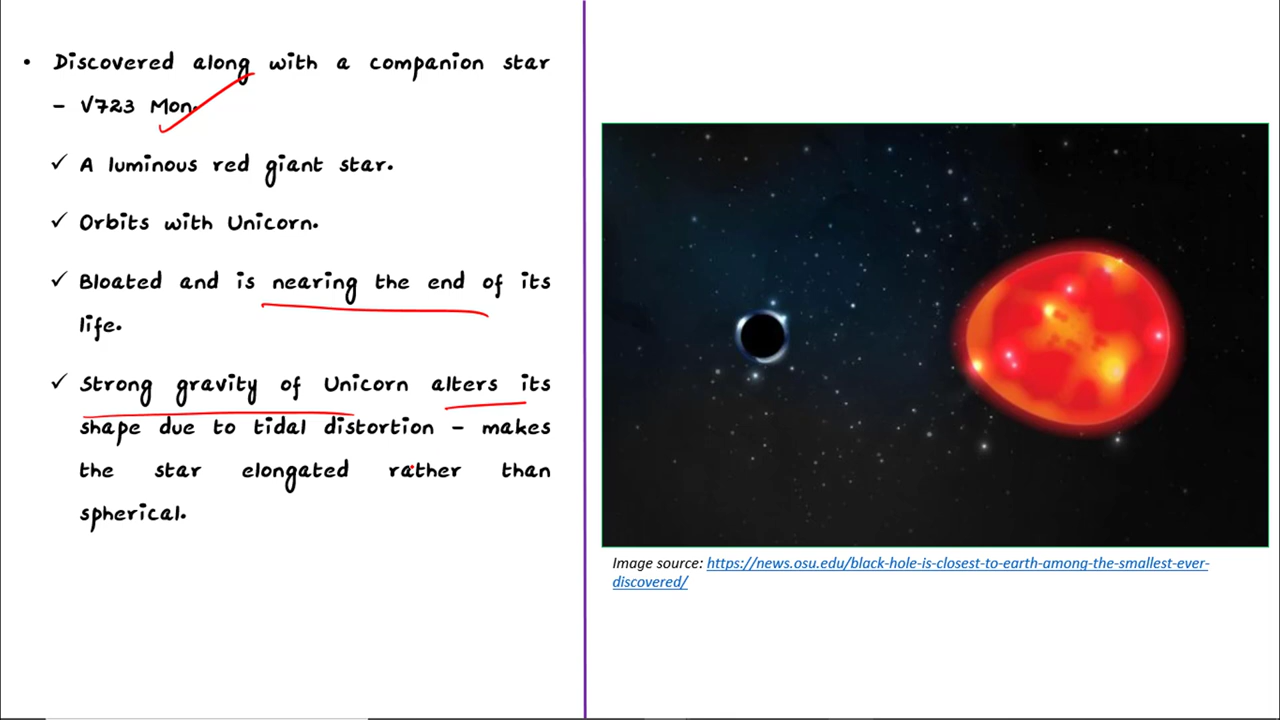 • Discovered along with a companion star
– V723 Mon.
✓ A luminous red giant star.
✓ Orbits with Unicorn.
✓ Bloated and is nearing the end of its
life.
✓ Strong gravity of Unicorn alters its
shape due to tidal distortion – makes
the star elongated rather than
spherical.
Image source: https://news.osu.edu/black-hole-is-closest-to-earth-among-the-smallest-ever-
discovered/